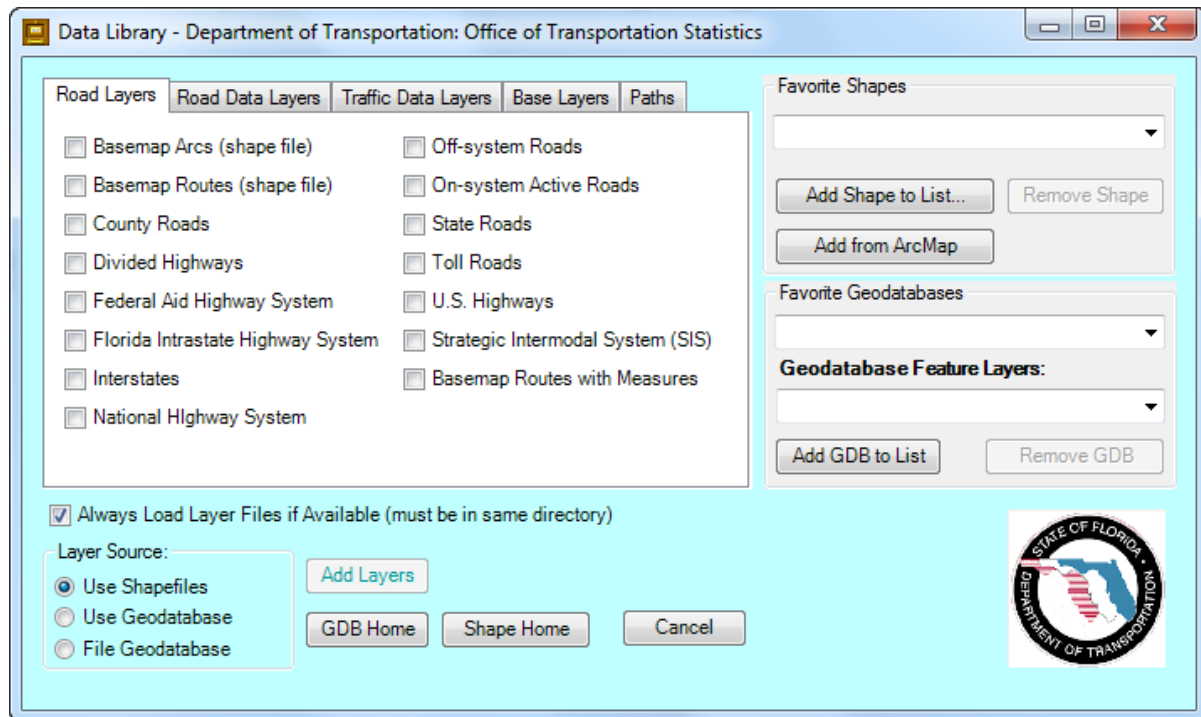 Data Library - Department of Transportation: Office of Transportation Statistics
Road Layers
Road Data Layers
Traffic Data Layers
Base Layers
Paths
Basemap Arcs (shape file)
Basemap Routes (shape file)
County Roads
Divided Highways
Federal Aid Highway System
Florida Intrastate Highway System
Interstates
National HIghway System
Off-system Roads
On-system Active Roads
State Roads
Toll Roads
U.S. Highways
Strategic Intermodal System (SIS)
Basemap Routes with Measures
Favorite Shapes
Add Shape to List...
Remove Shape
Add from ArcMap
Favorite Geodatabases
Geodatabase Feature Layers:
Add GDB to List
Remove GDB
Always Load Layer Files if Available (must be in same directory)
Layer Source:
Use Shapefiles
Use Geodatabase
File Geodatabase
Add Layers
GDB Home
Shape Home
Cancel
STATE OF FLORIDA
DEPARTMENT OF TRANSPORTATION